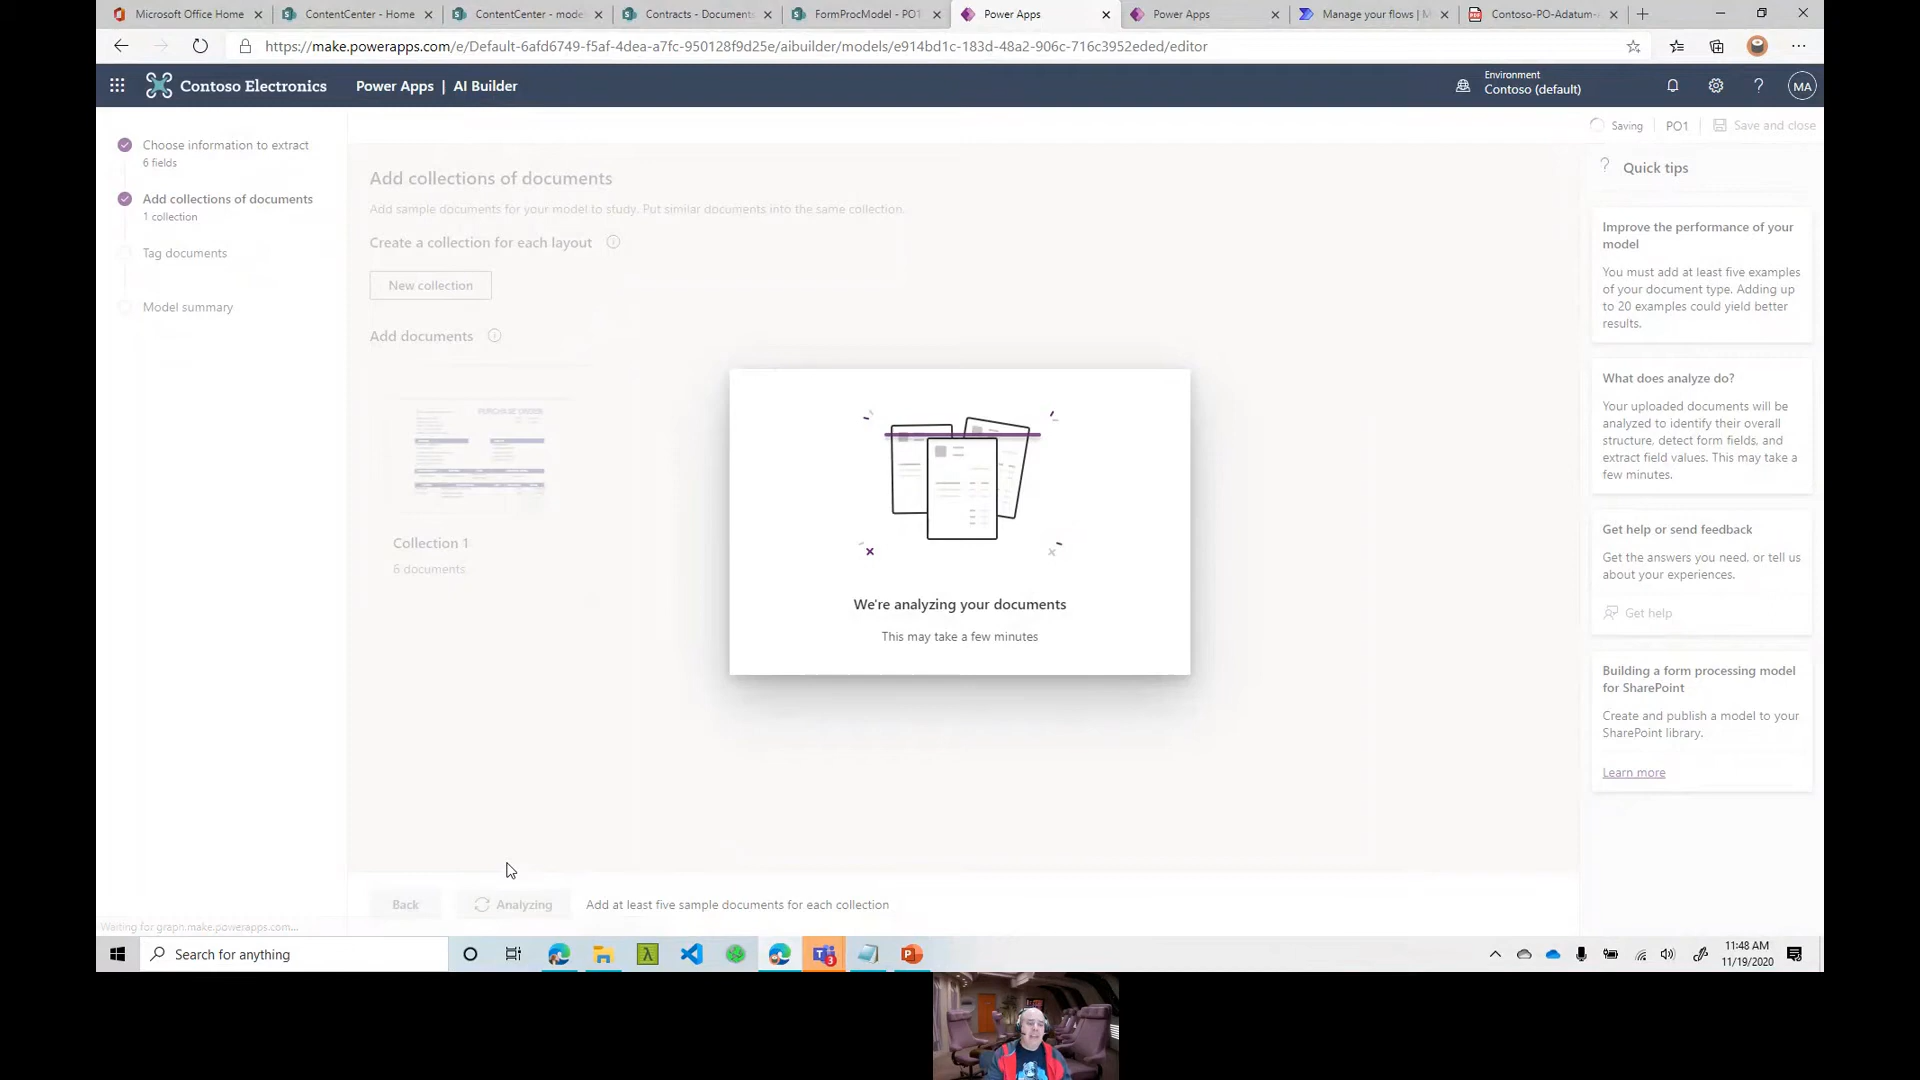 Microsoft Office Home
ContentCenter - Home
ContentCenter - mode
Contracts - Document
FormProcModel - PO1
Power Apps
Power Apps
Manage your flows | M
Contoso-PO-Adatum-
https://make.powerapps.com/e/Default-6afd6749-f5af-4dea-a7fc-950128f9d25e/aibuilder/models/e914bd1c-183d-48a2-906c-716c3952eded/editor
Contoso Electronics
Power Apps | AI Builder
Environment
Contoso (default)
?
MA
Choose information to extract
6 fields
Add collections of documents
1 collection
Tag documents
Model summary
Saving
PO1
Save and close
Add collections of documents
Add sample documents for your model to study. Put similar documents into the same collection.
Create a collection for each layout
New collection
Add documents
PURCHASE ORDER
Collection 1
6 documents
We're analyzing your documents
This may take a few minutes
? Quick tips
Improve the performance of your
model
You must add at least five examples
of your document type. Adding up
to 20 examples could yield better
results.
What does analyze do?
Your uploaded documents will be
analyzed to identify their overall
structure, detect form fields, and
extract field values. This may take a
few minutes.
Get help or send feedback
Get the answers you need, or tell us
about your experiences.
Get help
Building a form processing model
for SharePoint
Create and publish a model to your
SharePoint library.
Learn more
Back
Analyzing
Add at least five sample documents for each collection
Waiting for graph.make.powerapps.com...
Search for anything
3
11:48 AM
11/19/2020